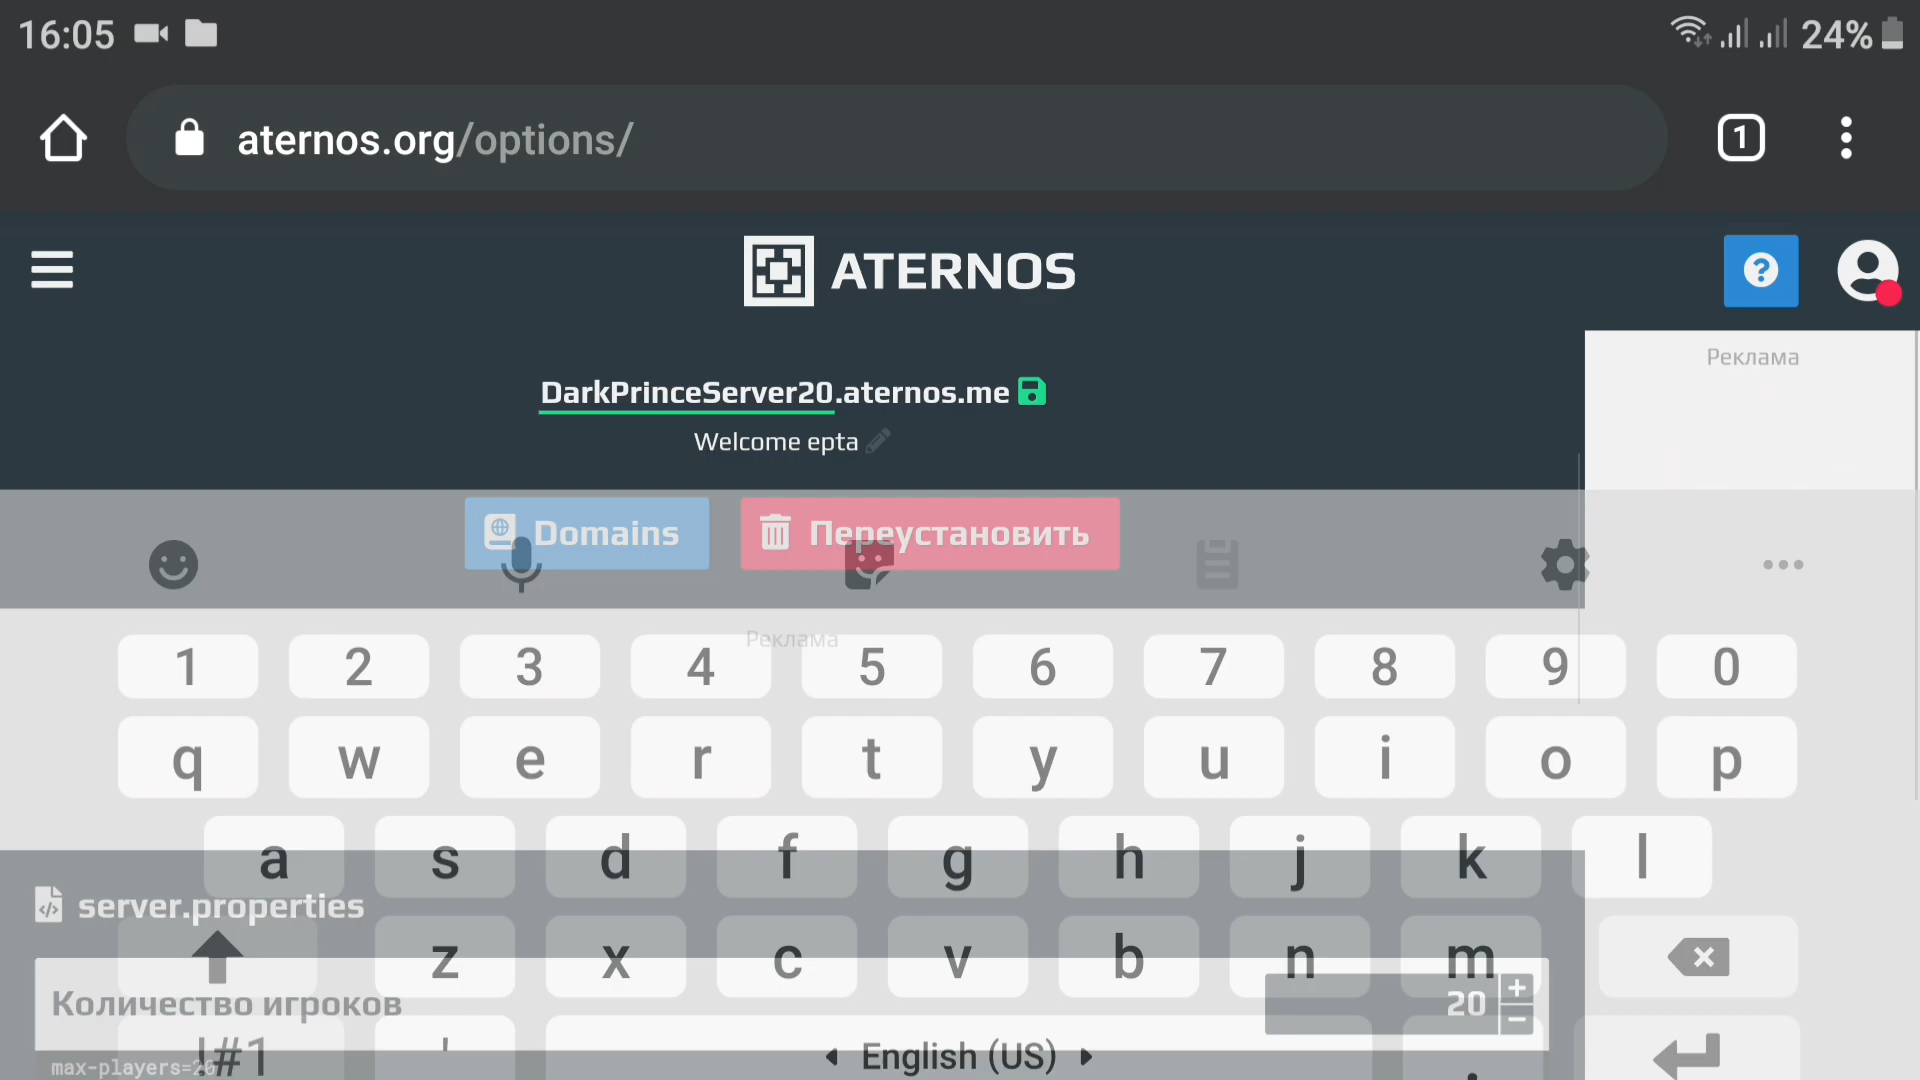 16:05
24%
aternos.org/options/
1
ATERNOS
Реклама
DarkPrinceServer20.aternos.me
Welcome epta
Domains
Переустановить
Реклама
1 2 3 4 5 6 7 8 9 0
q w e r t y u i o p
a s d f g h j k l
server.properties
z x c v b n m
Количество игроков
20
!#1
English (US)
max-players=20